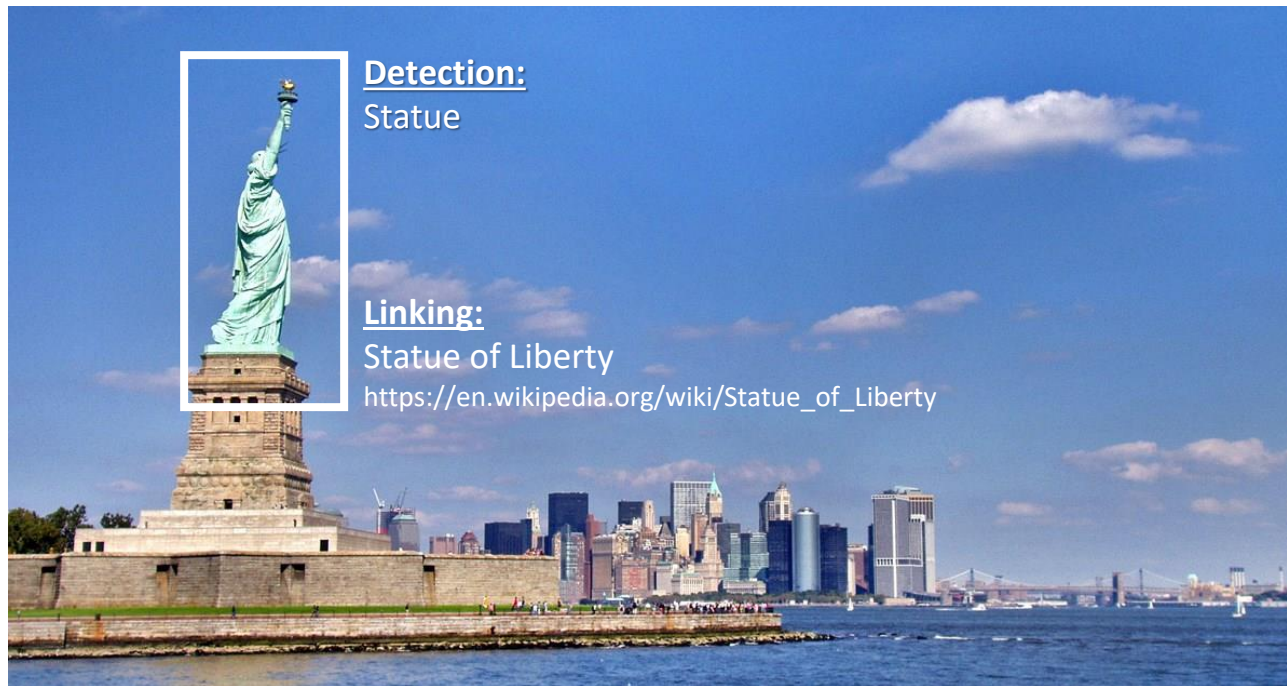 Detection:
Statue
Linking:
Statue of Liberty
https://en.wikipedia.org/wiki/Statue_of_Liberty